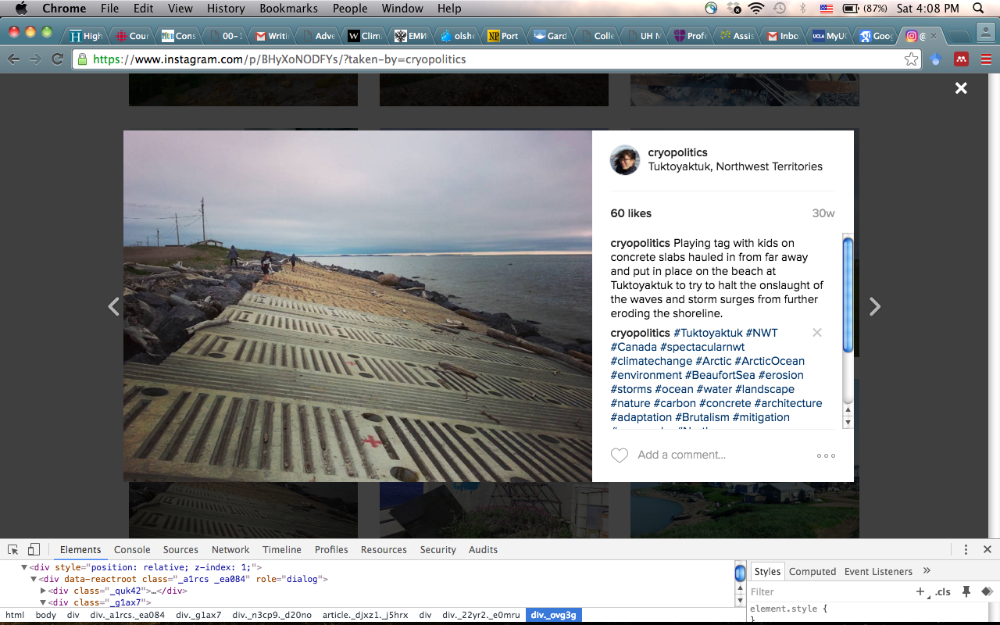 Chrome File Edit View History Bookmarks People Window Help (87%) Sat 4:08 PM
High Cour Cons 00-1 Writi Adve Clim ЕМИ olshe Port Gard Colle UH M Profe Assis Inbo MyU Goog @
https://www.instagram.com/p/BHyXoNODFYs/?taken-by=cryopolitics
cryopolitics
Tuktoyaktuk, Northwest Territories
60 likes 30w
cryopolitics Playing tag with kids on
concrete slabs hauled in from far away
and put in place on the beach at
Tuktoyaktuk to try to halt the onslaught of
the waves and storm surges from further
eroding the shoreline.
cryopolitics #Tuktoyaktuk #NWT
#Canada #spectacularnwt
#climatechange #Arctic #ArcticOcean
#environment #BeaufortSea #erosion
#storms #ocean #water #landscape
#nature #carbon #concrete #architecture
#adaptation #Brutalism #mitigation
Add a comment...
Elements Console Sources Network Timeline Profiles Resources Security Audits
<div style="position: relative; z-index: 1;">
<div data-reactroot class="_a1rcs _ea084" role="dialog">
<div class="_quk42">…</div>
<div class="_g1ax7">
html body div div._a1rcs._ea084 div._g1ax7 div._n3cp9._d20no article._djxz1._j5hrx div div._22yr2._e0mru div._ovg3g
Styles Computed Event Listeners »
Filter + .cls
element.style {
}